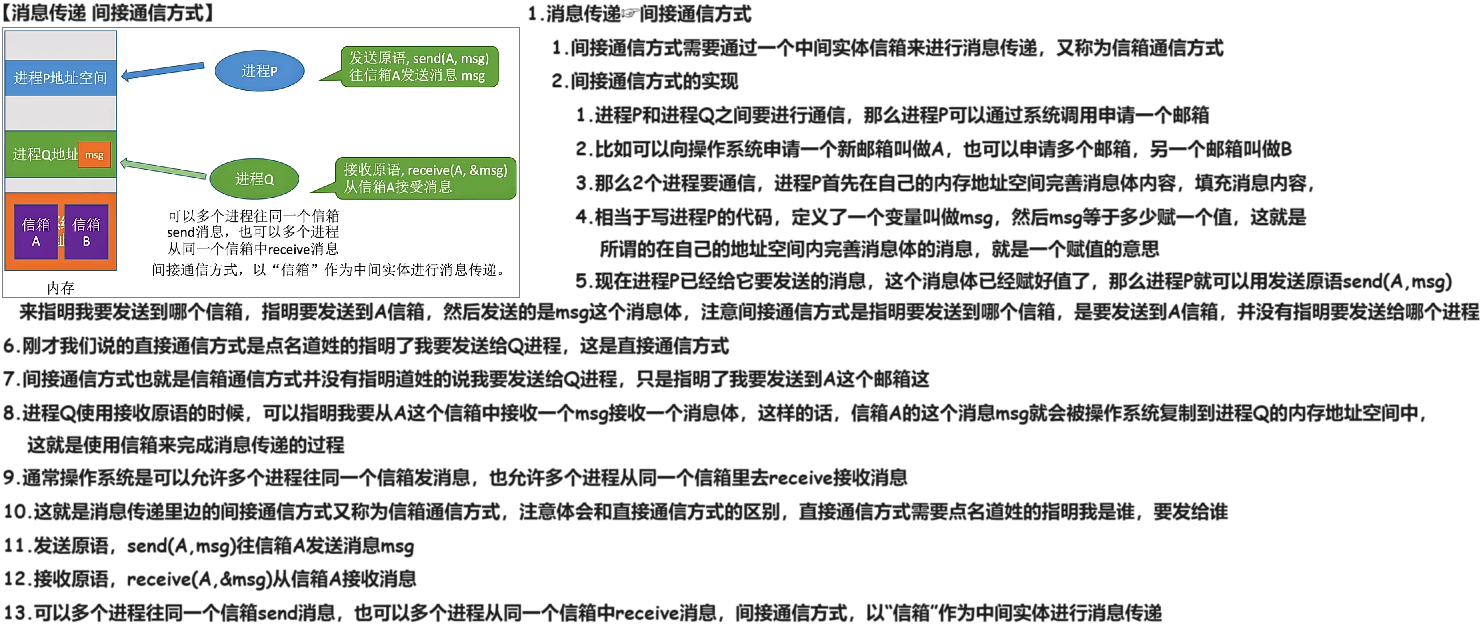 【消息传递 间接通信方式】
进程P地址空间
进程P
发送原语, send(A, msg)
往信箱A发送消息 msg
进程Q地址
msg
进程Q
接收原语, receive(A, &msg)
从信箱A接受消息
信箱
A
信箱
B
可以多个进程往同一个信箱
send消息，也可以多个进程
从同一个信箱中receive消息
间接通信方式，以“信箱”作为中间实体进行消息传递。
内存
1.消息传递☞间接通信方式
1.间接通信方式需要通过一个中间实体信箱来进行消息传递，又称为信箱通信方式
2.间接通信方式的实现
1.进程P和进程Q之间要进行通信，那么进程P可以通过系统调用申请一个邮箱
2.比如可以向操作系统申请一个新邮箱叫做A，也可以申请多个邮箱，另一个邮箱叫做B
3.那么2个进程要通信，进程P首先在自己的内存地址空间完善消息体内容，填充消息内容，
4.相当于写进程P的代码，定义了一个变量叫做msg，然后msg等于多少赋一个值，这就是
所谓的在自己的地址空间内完善消息体的消息，就是一个赋值的意思
5.现在进程P已经给它要发送的消息，这个消息体已经赋好值了，那么进程P就可以用发送原语send(A,msg)
来指明我要发送到哪个信箱，指明要发送到A信箱，然后发送的是msg这个消息体，注意间接通信方式是指明要发送到哪个信箱，是要发送到A信箱，并没有指明要发送给哪个进程
6.刚才我们说的直接通信方式是点名道姓的指明了我要发送给Q进程，这是直接通信方式
7.间接通信方式也就是信箱通信方式并没有指明道姓的说我要发送给Q进程，只是指明了我要发送到A这个邮箱这
8.进程Q使用接收原语的时候，可以指明我要从A这个信箱中接收一个msg接收一个消息体，这样的话，信箱A的这个消息msg就会被操作系统复制到进程Q的内存地址空间中，
这就是使用信箱来完成消息传递的过程
9.通常操作系统是可以允许多个进程往同一个信箱发消息，也允许多个进程从同一个信箱里去receive接收消息
10.这就是消息传递里边的间接通信方式又称为信箱通信方式，注意体会和直接通信方式的区别，直接通信方式需要点名道姓的指明我是谁，要发给谁
11.发送原语，send(A,msg)往信箱A发送消息msg
12.接收原语，receive(A,&msg)从信箱A接收消息
13.可以多个进程往同一个信箱send消息，也可以多个进程从同一个信箱中receive消息，间接通信方式，以“信箱”作为中间实体进行消息传递